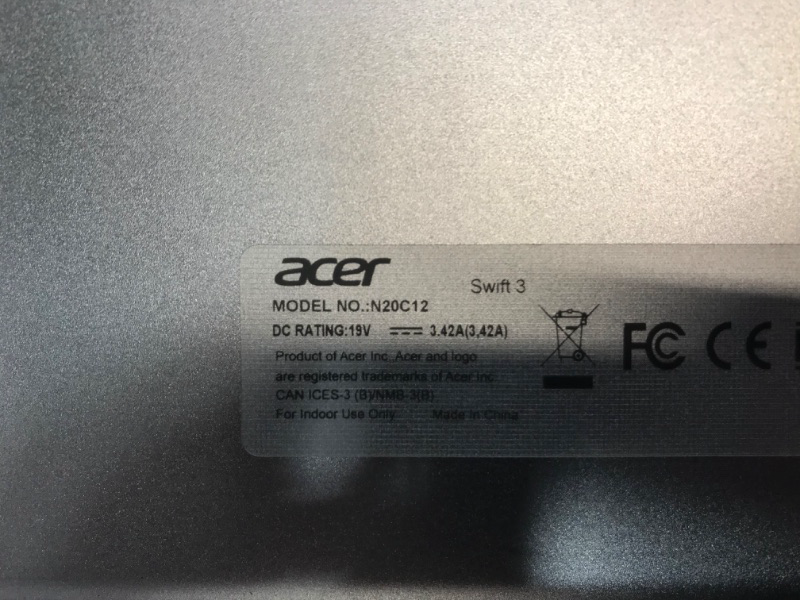 acer
Swift 3
MODEL NO.:N20C12
DC RATING:19V 3.42A(3,42A)
Product of Acer Inc. Acer and logo
are registered trademarks of Acer Inc.
CAN ICES-3 (B)/NMB-3(B)
For Indoor Use Only Made in China
FC CE